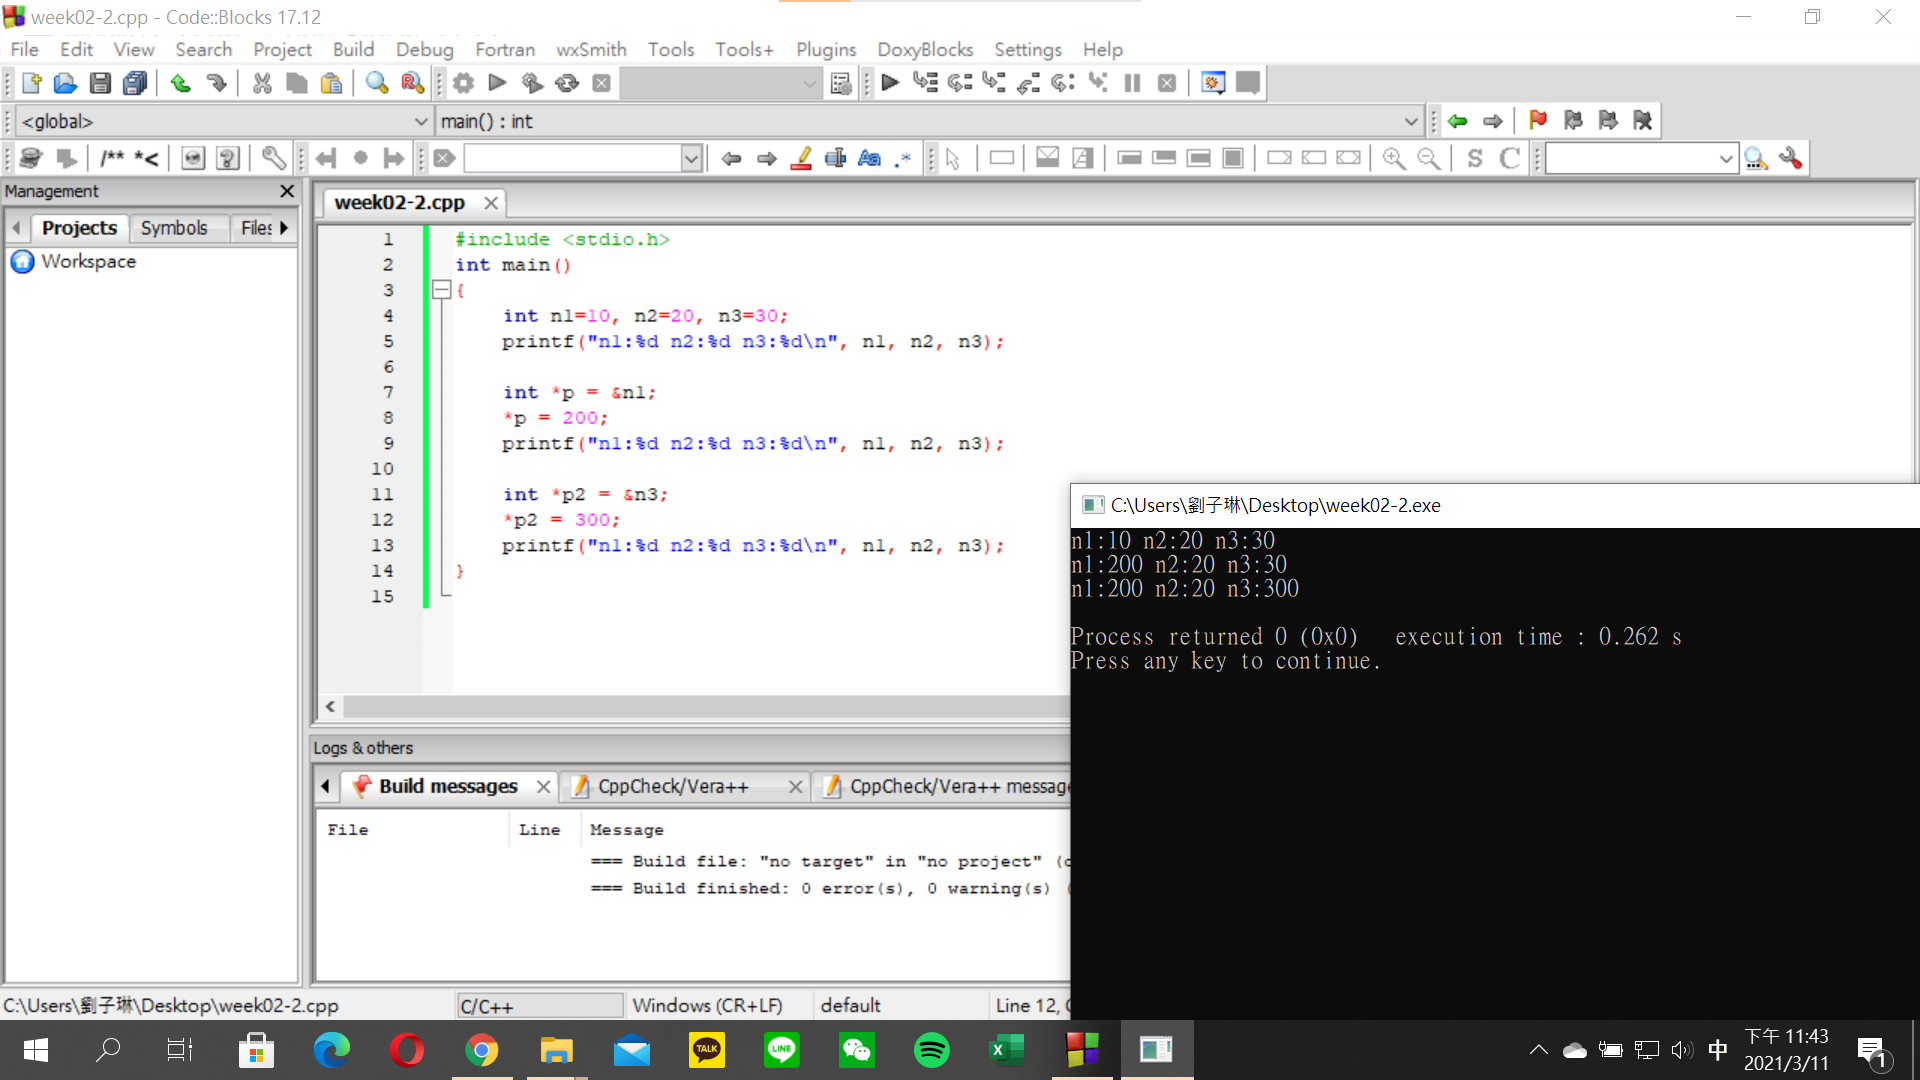 week02-2.cpp - Code::Blocks 17.12
File Edit View Search Project Build Debug Fortran wxSmith Tools Tools+ Plugins DoxyBlocks Settings Help
<global> main() : int
/** *<
Aa .*
S C
Management
Projects Symbols Files
Workspace
week02-2.cpp
1 #include <stdio.h>
2 int main()
3 {
4 int n1=10, n2=20, n3=30;
5 printf("n1:%d n2:%d n3:%d\n", n1, n2, n3);
6
7 int *p = &n1;
8 *p = 200;
9 printf("n1:%d n2:%d n3:%d\n", n1, n2, n3);
10
11 int *p2 = &n3;
12 *p2 = 300;
13 printf("n1:%d n2:%d n3:%d\n", n1, n2, n3);
14 }
15
C:\Users\劉子琳\Desktop\week02-2.exe
n1:10 n2:20 n3:30
n1:200 n2:20 n3:30
n1:200 n2:20 n3:300
Process returned 0 (0x0) execution time : 0.262 s
Press any key to continue.
Logs & others
Build messages CppCheck/Vera++ CppCheck/Vera++ message
File Line Message
=== Build file: "no target" in "no project" (
=== Build finished: 0 error(s), 0 warning(s) (
C:\Users\劉子琳\Desktop\week02-2.cpp C/C++ Windows (CR+LF) default Line 12,
TALK LINE 中 下午 11:43
2021/3/11 1